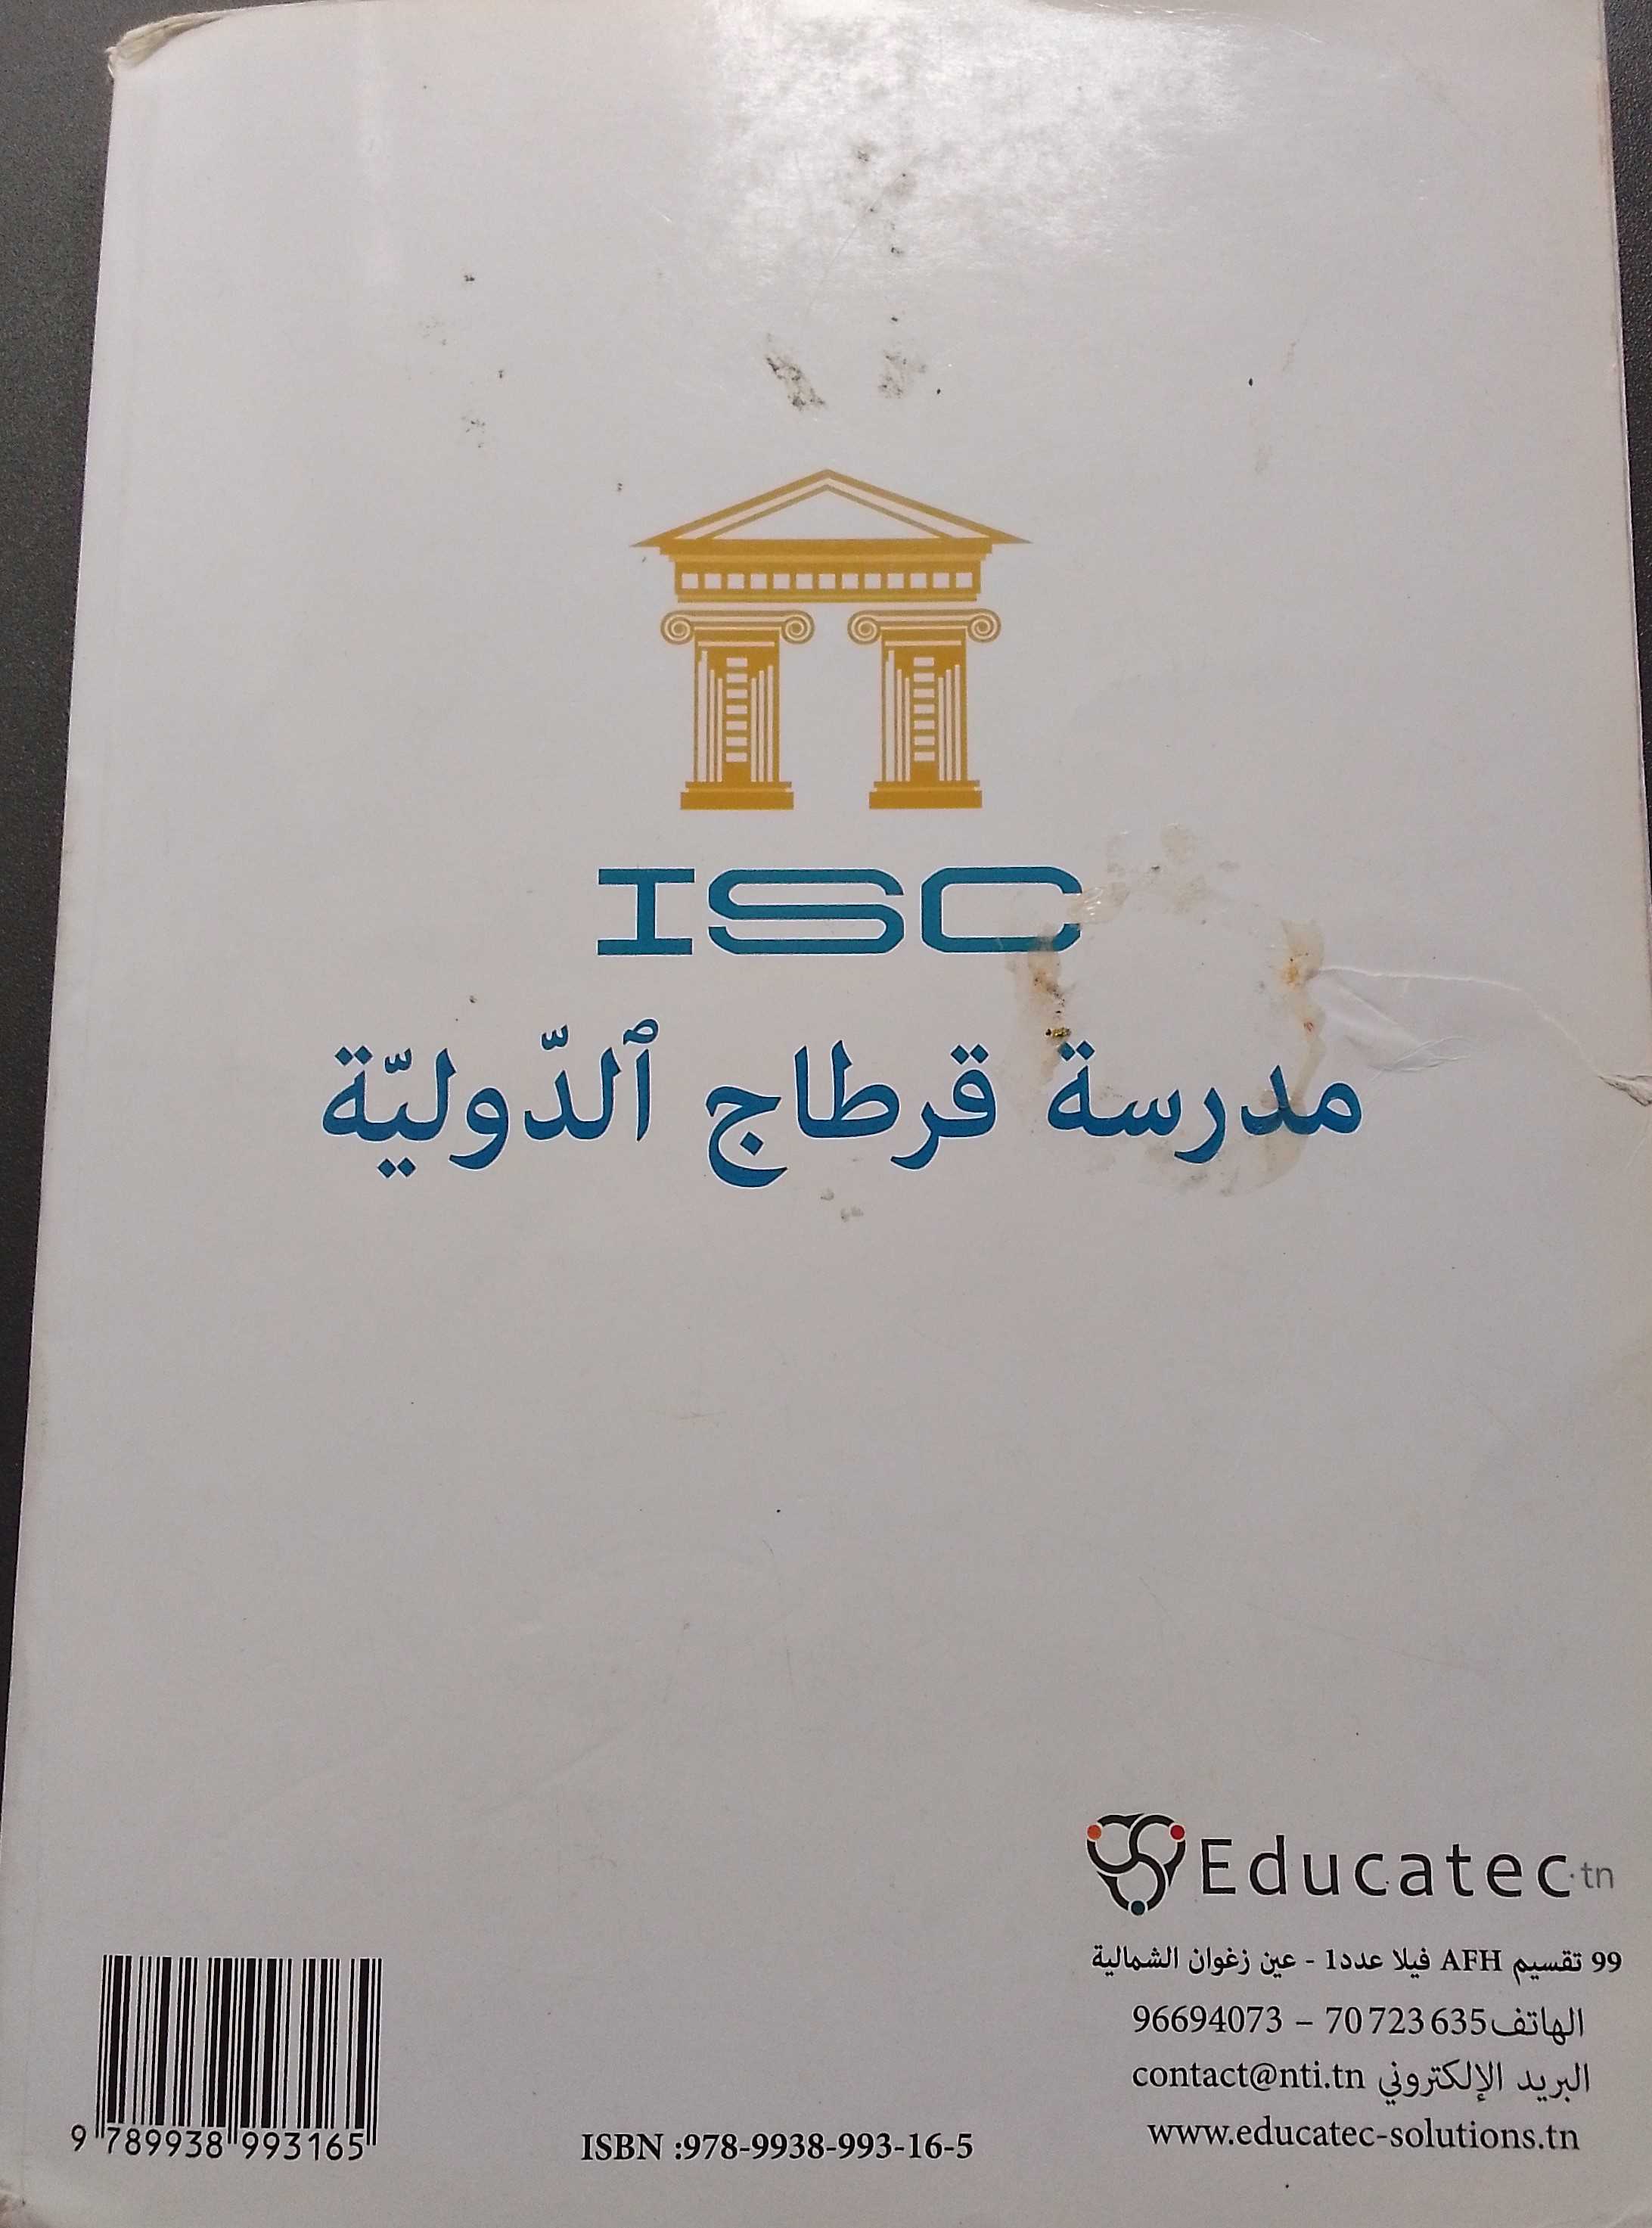 ISC
مدرسة قرطاج ٱلدّوليّة
Educatec.tn
99 تقسيم AFH فيلا عدد1 - عين زغوان الشمالية
الهاتف70 723 635 – 96694073
البريد الإلكتروني contact@nti.tn
www.educatec-solutions.tn
ISBN :978-9938-993-16-5
9 789938 993165